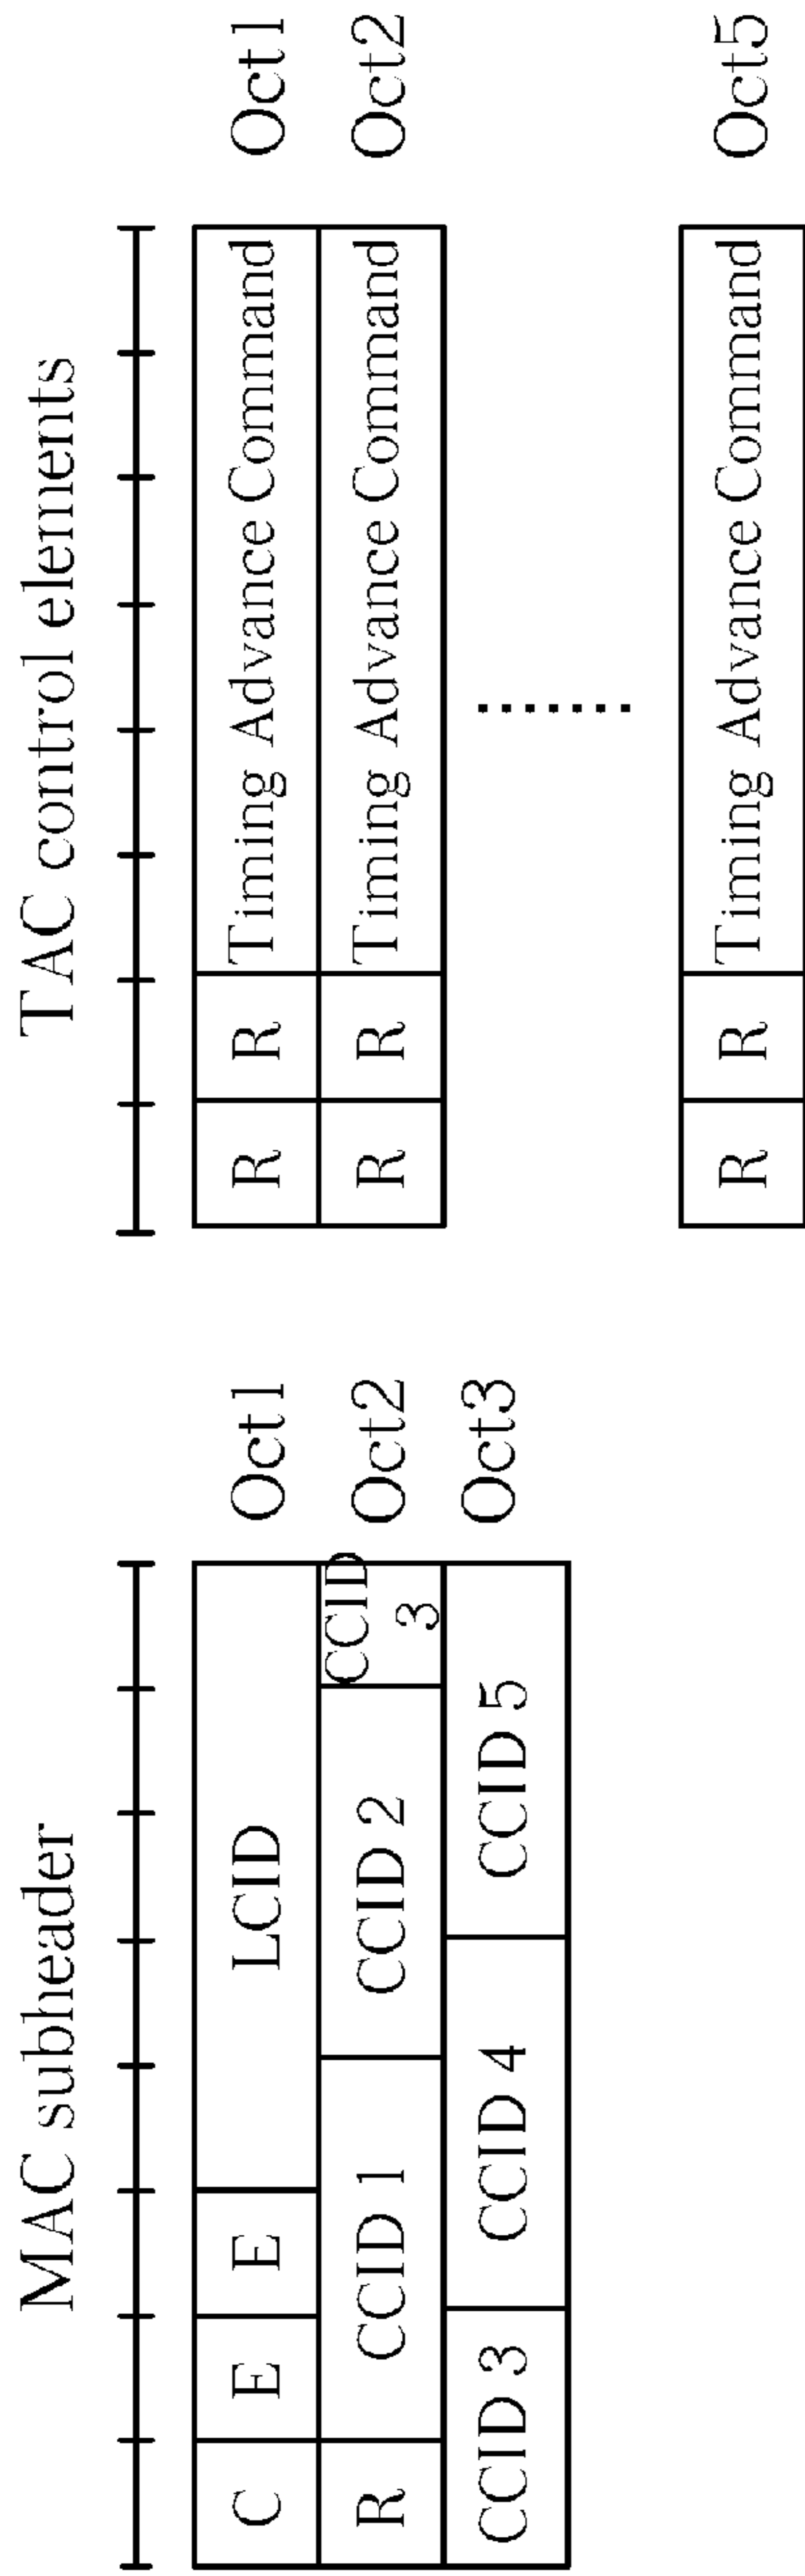 MAC subheader
C E E LCID Oct1
R CCID 1 CCID 2 CCID 3 Oct2
CCID 3 CCID 4 CCID 5 Oct3
TAC control elements
R R Timing Advance Command Oct1
R R Timing Advance Command Oct2
.......
R R Timing Advance Command Oct5